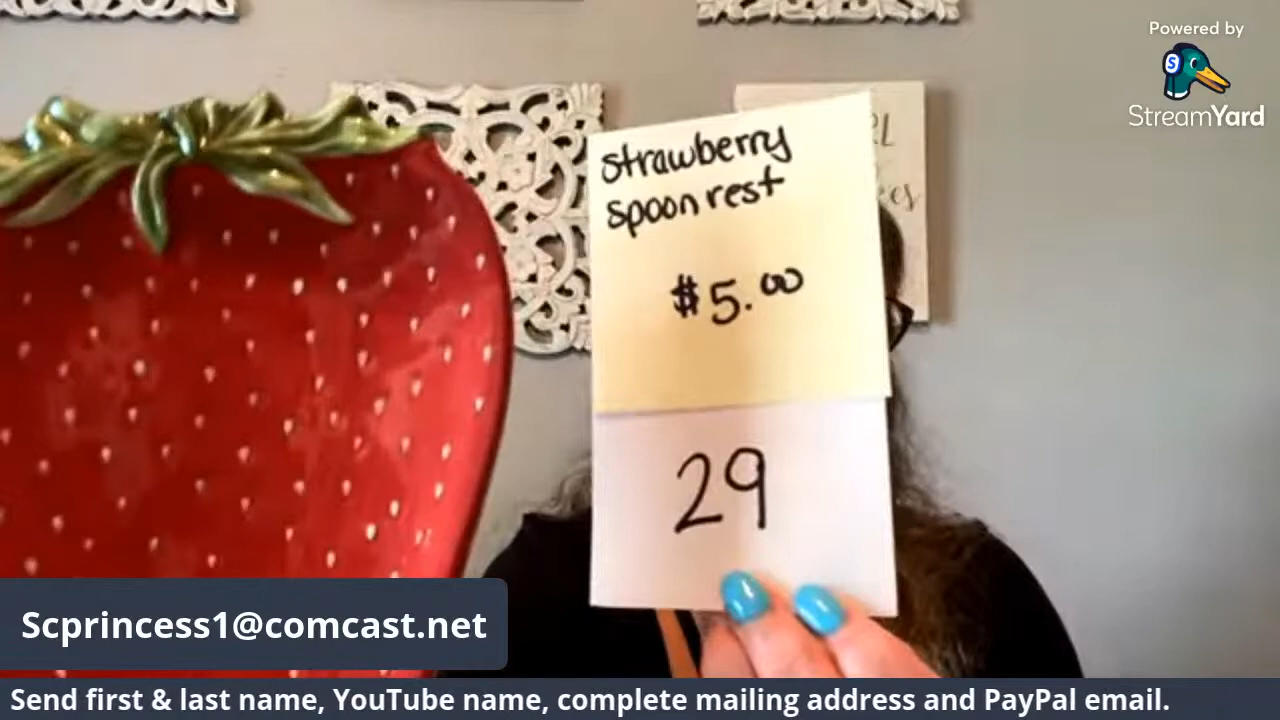 Powered by
StreamYard
strawberry
spoon rest
$5.00
29
Scprincess1@comcast.net
Send first & last name, YouTube name, complete mailing address and PayPal email.